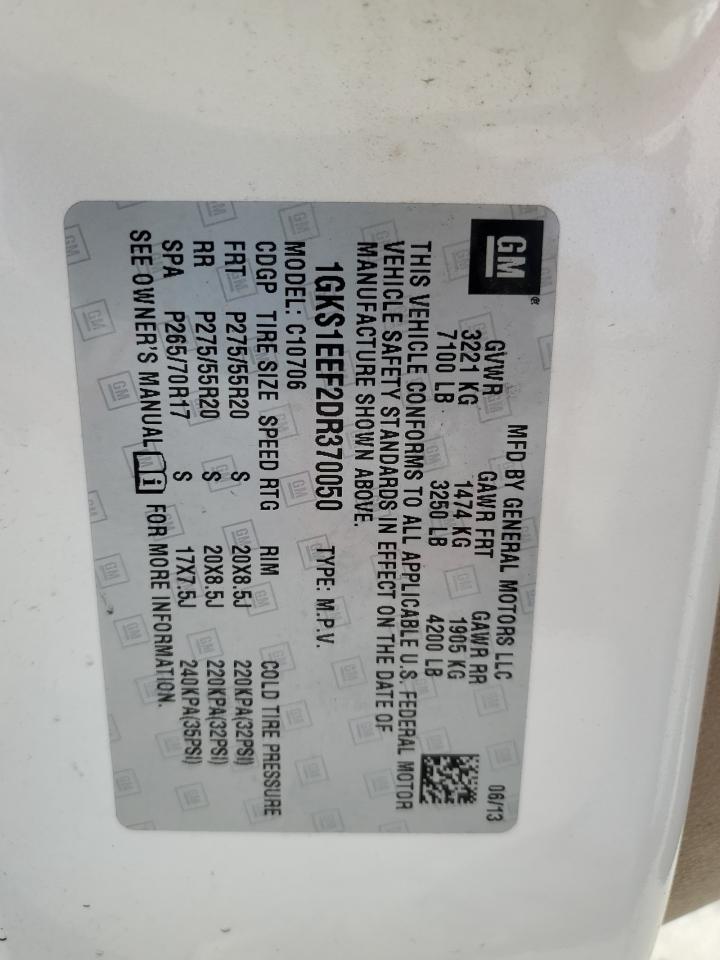 GM
MFD BY GENERAL MOTORS LLC 06/13
GVWR GAWR FRT GAWR RR
3221 KG 1474 KG 1905 KG
7100 LB 3250 LB 4200 LB
THIS VEHICLE CONFORMS TO ALL APPLICABLE U.S. FEDERAL MOTOR
VEHICLE SAFETY STANDARDS IN EFFECT ON THE DATE OF
MANUFACTURE SHOWN ABOVE.
1GKS1EEF2DR370050 TYPE: M.P.V.
MODEL: C10706
CDGP TIRE SIZE SPEED RTG RIM COLD TIRE PRESSURE
FRT P275/55R20 S 20X8.5J 220KPA(32PSI)
RR P275/55R20 S 20X8.5J 220KPA(32PSI)
SPA P265/70R17 S 17X7.5J 240KPA(35PSI)
SEE OWNER'S MANUAL FOR MORE INFORMATION.